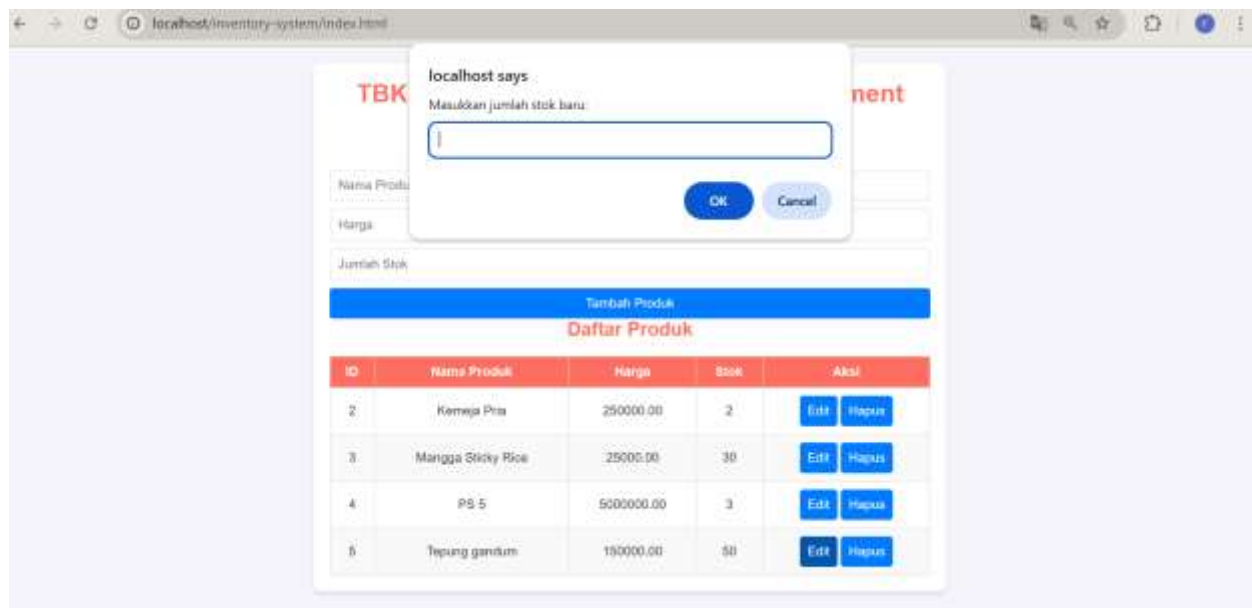 localhost/inventory-system/index.html
localhost says
Masukkan jumlah stok baru:
OK
Cancel
TBK
ment
Nama Produ
Harga
Jumlah Stok
Tambah Produk
Daftar Produk
ID Nama Produk Harga Stok Aksi
2 Kemeja Pria 250000.00 2 Edit Hapus
3 Mangga Sticky Rice 25000.00 30 Edit Hapus
4 PS 5 5000000.00 3 Edit Hapus
5 Tepung gandum 150000.00 50 Edit Hapus